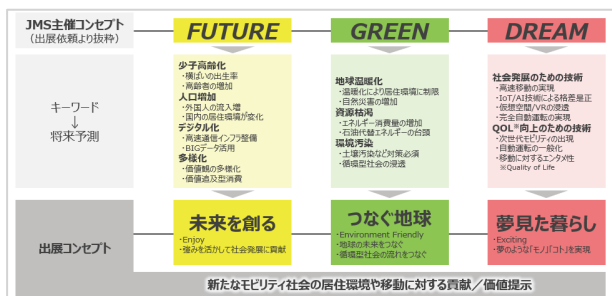 JMS主催コンセプト
(出展依頼より抜粋)
FUTURE
GREEN
DREAM
キーワード
↓
将来予測
少子高齢化
・横ばいの出生率
・高齢者の増加
人口増加
・外国人の流入増
・国内の居住環境が変化
デジタル化
・高速通信インフラ整備
・BIGデータ活用
多様化
・価値観の多様化
・価値追及型消費
地球温暖化
・温暖化により居住環境に制限
・自然災害の増加
資源枯渇
・エネルギー消費量の増加
・石油代替エネルギーの台頭
環境汚染
・土壌汚染など対策必須
・循環型社会の浸透
社会発展のための技術
・高速移動の実現
・IoT/AI技術による格差是正
・仮想空間/VRの浸透
・完全自動運転の実現
QOL※向上のための技術
・次世代モビリティの出現
・自動運転の一般化
・移動に対するエンタメ性
※Quality of Life
出展コンセプト
未来を創る
・Enjoy
・強みを活かして社会発展に貢献
つなぐ地球
・Environment Friendly
・地球の未来をつなぐ
・循環型社会の流れをつなぐ
夢見た暮らし
・Exciting
・夢のような「モノ」「コト」を実現
新たなモビリティ社会の居住環境や移動に対する貢献／価値提示